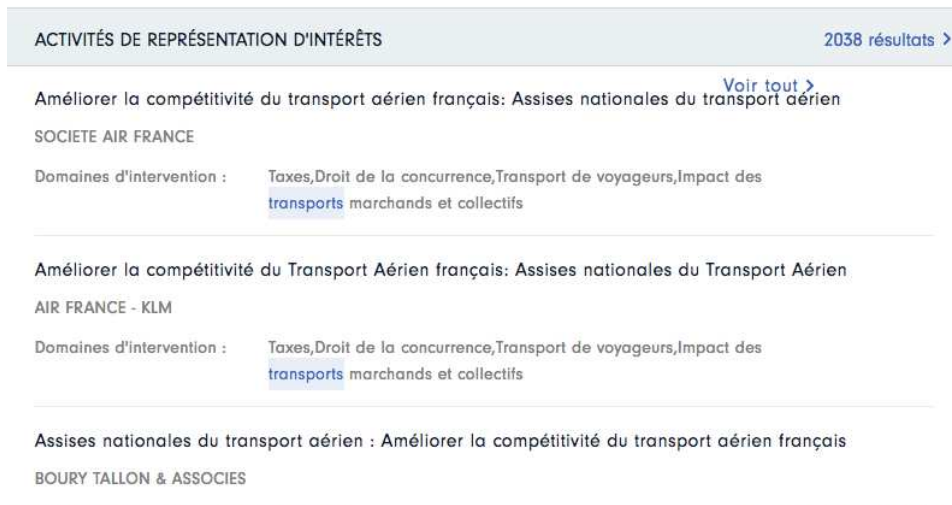 ACTIVITÉS DE REPRÉSENTATION D'INTÉRÊTS 2038 résultats >
Voir tout >
Améliorer la compétitivité du transport aérien français: Assises nationales du transport aérien
SOCIETE AIR FRANCE
Domaines d'intervention : Taxes,Droit de la concurrence,Transport de voyageurs,Impact des
transports marchands et collectifs
Améliorer la compétitivité du Transport Aérien français: Assises nationales du Transport Aérien
AIR FRANCE - KLM
Domaines d'intervention : Taxes,Droit de la concurrence,Transport de voyageurs,Impact des
transports marchands et collectifs
Assises nationales du transport aérien : Améliorer la compétitivité du transport aérien français
BOURY TALLON & ASSOCIES